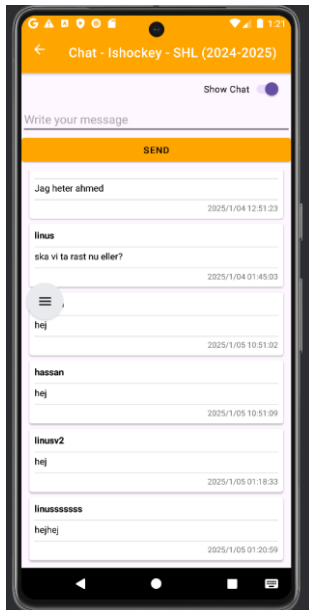 1:21
Chat - Ishockey - SHL (2024-2025)
Show Chat
Write your message
SEND
Jag heter ahmed
2025/1/04 12:51:23
linus
ska vi ta rast nu eller?
2025/1/04 01:45:03
hej
2025/1/05 10:51:02
hassan
hej
2025/1/05 10:51:09
linusv2
hej
2025/1/05 01:18:33
linusssssss
hejhej
2025/1/05 01:20:59